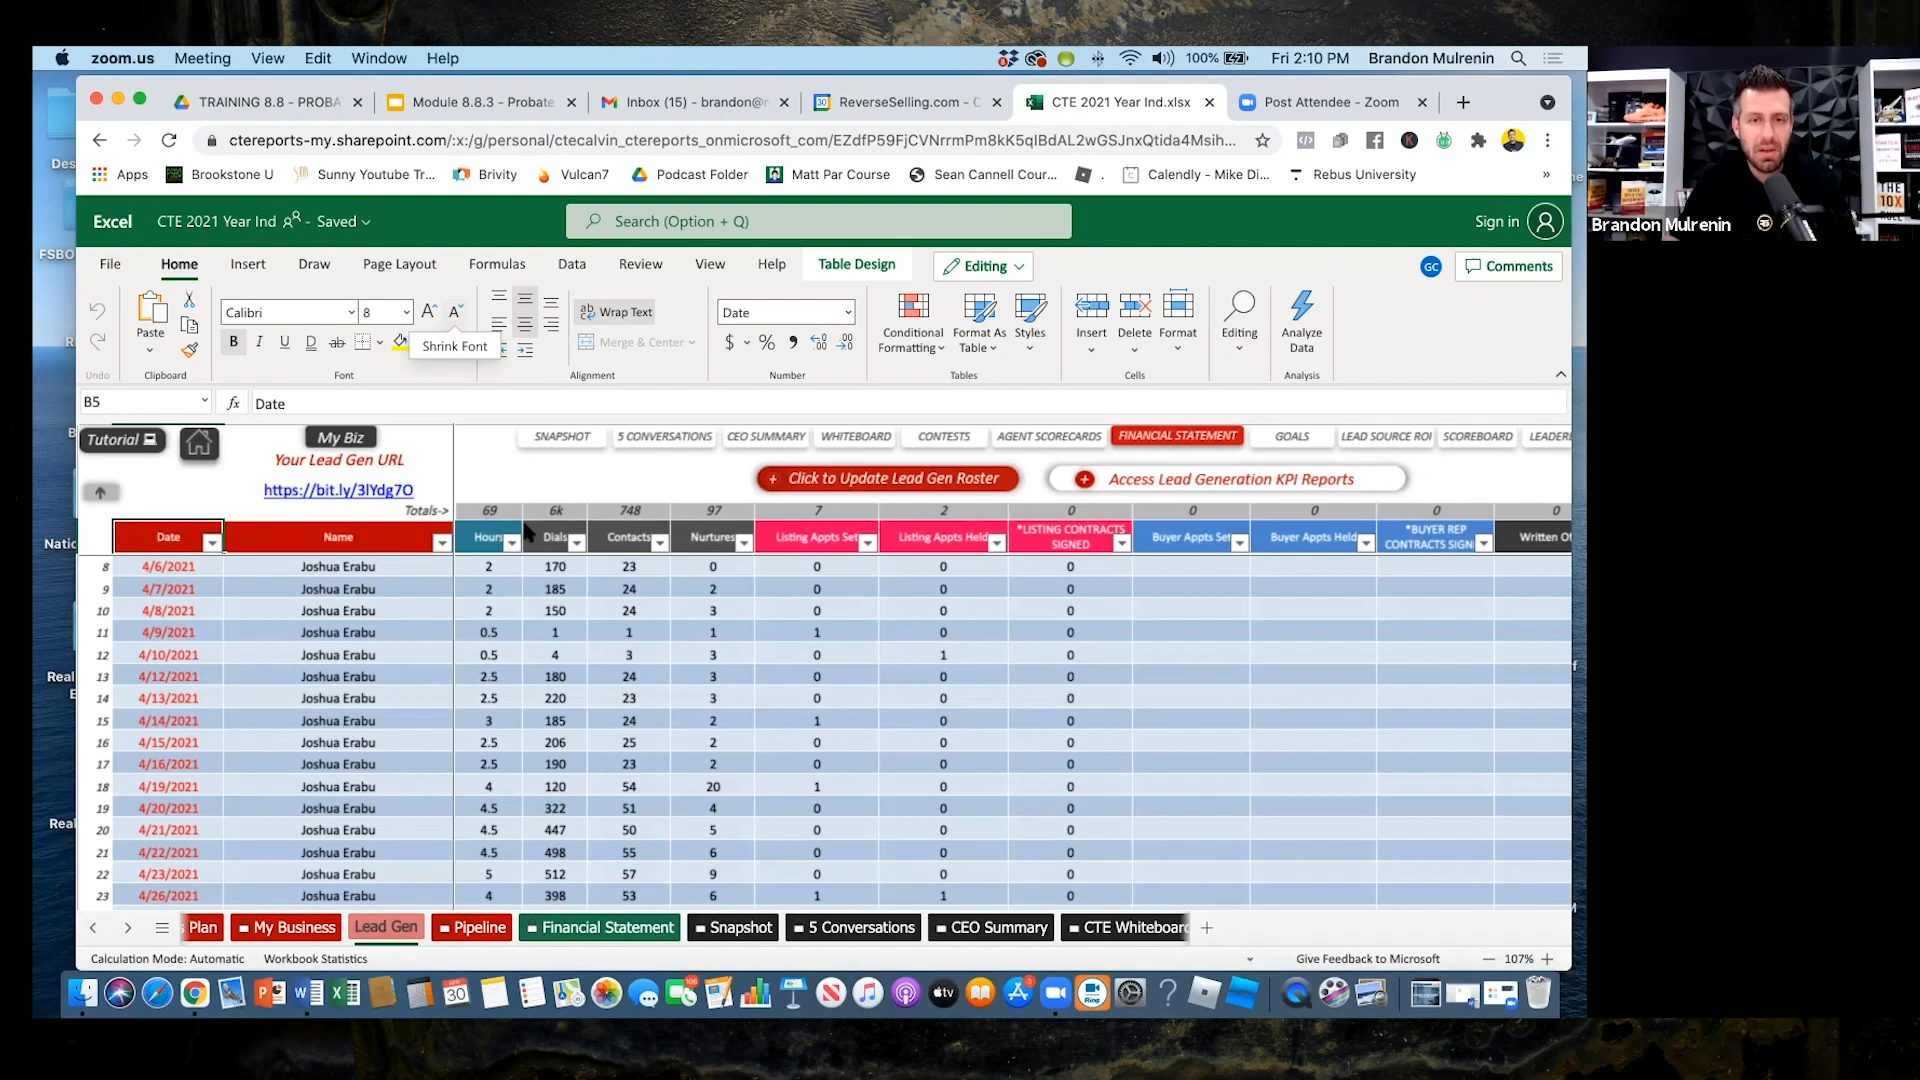 zoom.us Meeting View Edit Window Help 100% Fri 2:10 PM Brandon Mulrenin
TRAINING 8.8 - PROBA
Module 8.8.3 - Probate
Inbox (15) - brandon@r
ReverseSelling.com - C
CTE 2021 Year Ind.xlsx
Post Attendee - Zoom
ctereports-my.sharepoint.com/:x:/g/personal/ctecalvin_ctereports_onmicrosoft_com/EZdfP59FjCVNrrmPm8kK5qIBdAL2wGSJnxQtida4Msih...
Apps Brookstone U Sunny Youtube Tr... Brivity Vulcan7 Podcast Folder Matt Par Course Sean Cannell Cour... . Calendly - Mike Di... Rebus University »
Excel CTE 2021 Year Ind - Saved Search (Option + Q) Sign in
File Home Insert Draw Page Layout Formulas Data Review View Help Table Design Editing GC Comments
Paste Calibri 8 Wrap Text Date
Merge & Center
Shrink Font
Conditional Formatting Format As Table Styles Insert Delete Format Editing Analyze Data
Undo Clipboard Font Alignment Number Tables Cells Analysis
B5 fx Date
Tutorial My Biz SNAPSHOT 5 CONVERSATIONS CEO SUMMARY WHITEBOARD CONTESTS AGENT SCORECARDS FINANCIAL STATEMENT GOALS LEAD SOURCE ROI SCOREBOARD LEADER
Your Lead Gen URL
https://bit.ly/3lYdg7O
+ Click to Update Lead Gen Roster + Access Lead Generation KPI Reports
Totals-> 69 6k 748 97 7 2 0 0 0 0 0
Date Name Hours Dials Contacts Nurtures Listing Appts Set Listing Appts Held *LISTING CONTRACTS SIGNED Buyer Appts Set Buyer Appts Held *BUYER REP CONTRACTS SIGN Written Of
8 4/6/2021 Joshua Erabu 2 170 23 0 0 0 0
9 4/7/2021 Joshua Erabu 2 185 24 2 0 0 0
10 4/8/2021 Joshua Erabu 2 150 24 3 0 0 0
11 4/9/2021 Joshua Erabu 0.5 1 1 1 1 0 0
12 4/10/2021 Joshua Erabu 0.5 4 3 3 0 1 0
13 4/12/2021 Joshua Erabu 2.5 180 24 3 0 0 0
14 4/13/2021 Joshua Erabu 2.5 220 23 3 0 0 0
15 4/14/2021 Joshua Erabu 3 185 24 2 1 0 0
16 4/15/2021 Joshua Erabu 2.5 206 25 2 0 0 0
17 4/16/2021 Joshua Erabu 2.5 190 23 2 0 0 0
18 4/19/2021 Joshua Erabu 4 120 54 20 1 0 0
19 4/20/2021 Joshua Erabu 4.5 322 51 4 0 0 0
20 4/21/2021 Joshua Erabu 4.5 447 50 5 0 0 0
21 4/22/2021 Joshua Erabu 4.5 498 55 6 0 0 0
22 4/23/2021 Joshua Erabu 5 512 57 9 0 0 0
23 4/26/2021 Joshua Erabu 4 398 53 6 1 1 0
Plan My Business Lead Gen Pipeline Financial Statement Snapshot 5 Conversations CEO Summary CTE Whiteboard
Calculation Mode: Automatic Workbook Statistics Give Feedback to Microsoft 107%
Des
FSBO
Natio
Real
Real
Brandon Mulrenin
THE
10X